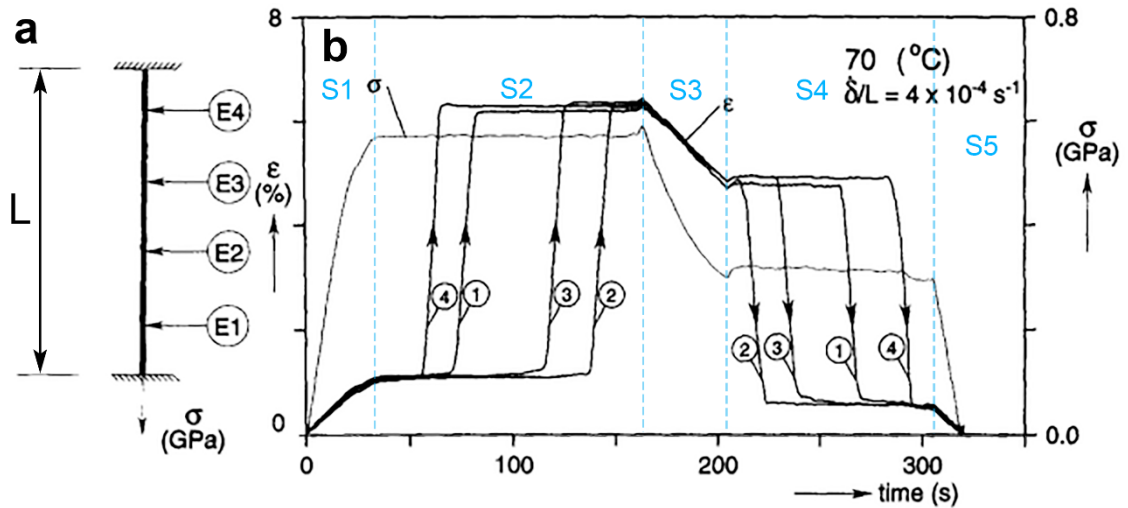 a
L
E4
E3
E2
E1
σ
(GPa)
b
8
ε
(%)
0
S1
S2
S3
S4
S5
σ
ε
70 (°C)
δ̇/L = 4 x 10⁻⁴ s⁻¹
0.8
σ
(GPa)
0.0
4
1
3
2
2
3
1
4
0
100
200
300
time (s)